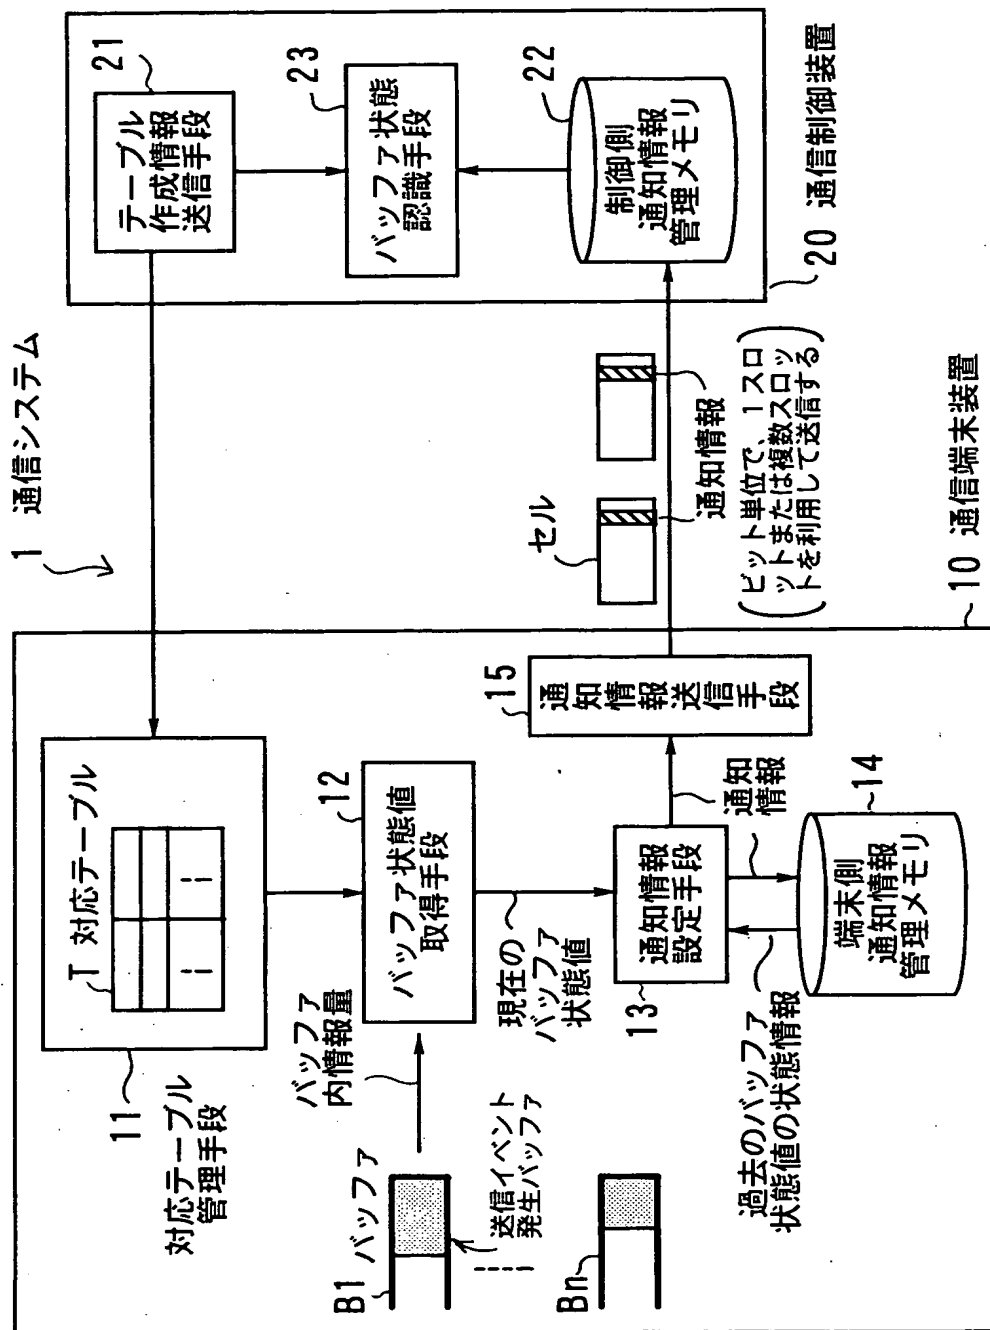 1 通信システム
10 通信端末装置
対応テーブル
管理手段
11
T 対応テーブル
B1
バッファ
送信イベント
発生バッファ
Bn
バッファ
内情報量
12
バッファ状態値
取得手段
現在の
バッファ
状態値
13
通知情報
設定手段
過去のバッファ
状態値の状態情報
通知
情報
14
端末側
通知情報
管理メモリ
15
通知情報送信手段
セル
通知情報
ビット単位で、1スロ
ットまたは複数スロッ
トを利用して送信する
20 通信制御装置
21
テーブル
作成情報
送信手段
23
バッファ状態
認識手段
22
制御側
通知情報
管理メモリ